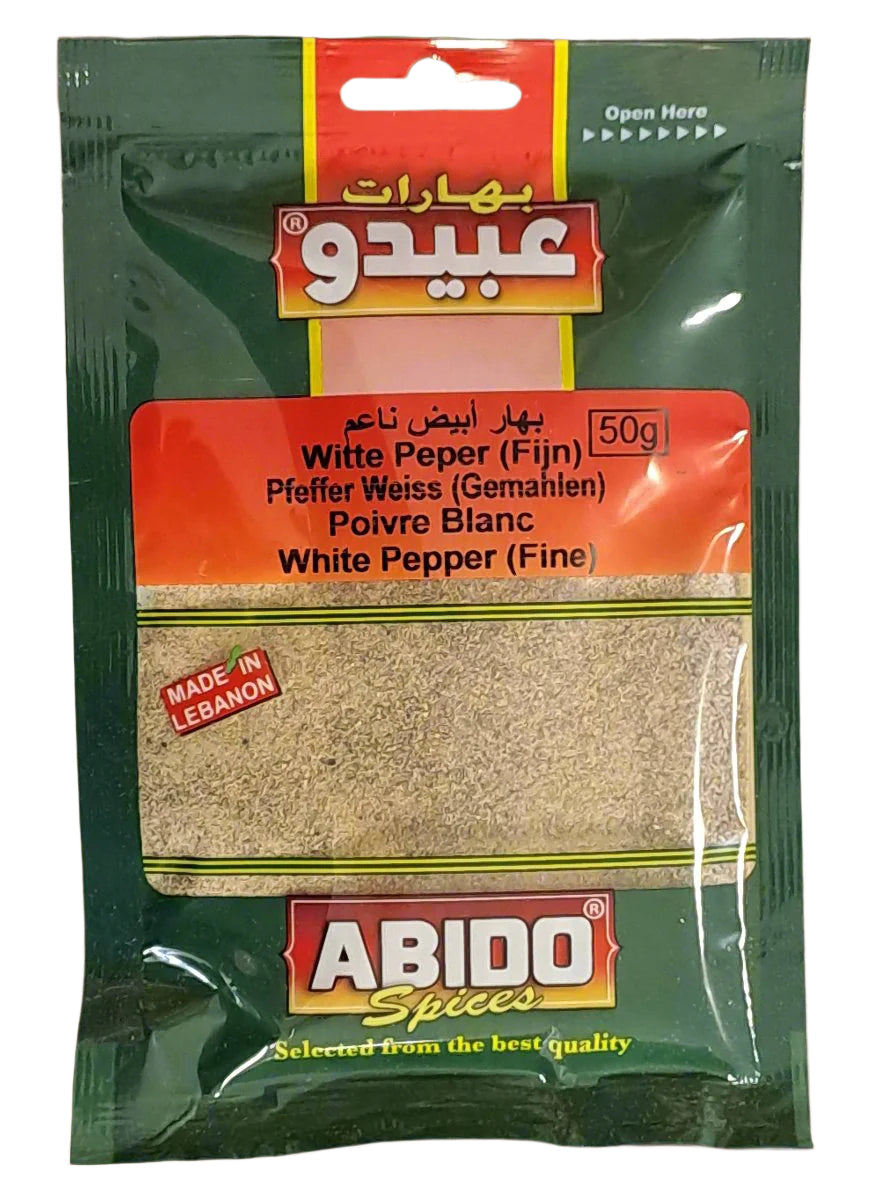 Open Here
بهارات
عبيدو®
بهار أبيض ناعم
50g
Witte Peper (Fijn)
Pfeffer Weiss (Gemahlen)
Poivre Blanc
White Pepper (Fine)
MADE IN
LEBANON
ABIDO®
Spices
Selected from the best quality